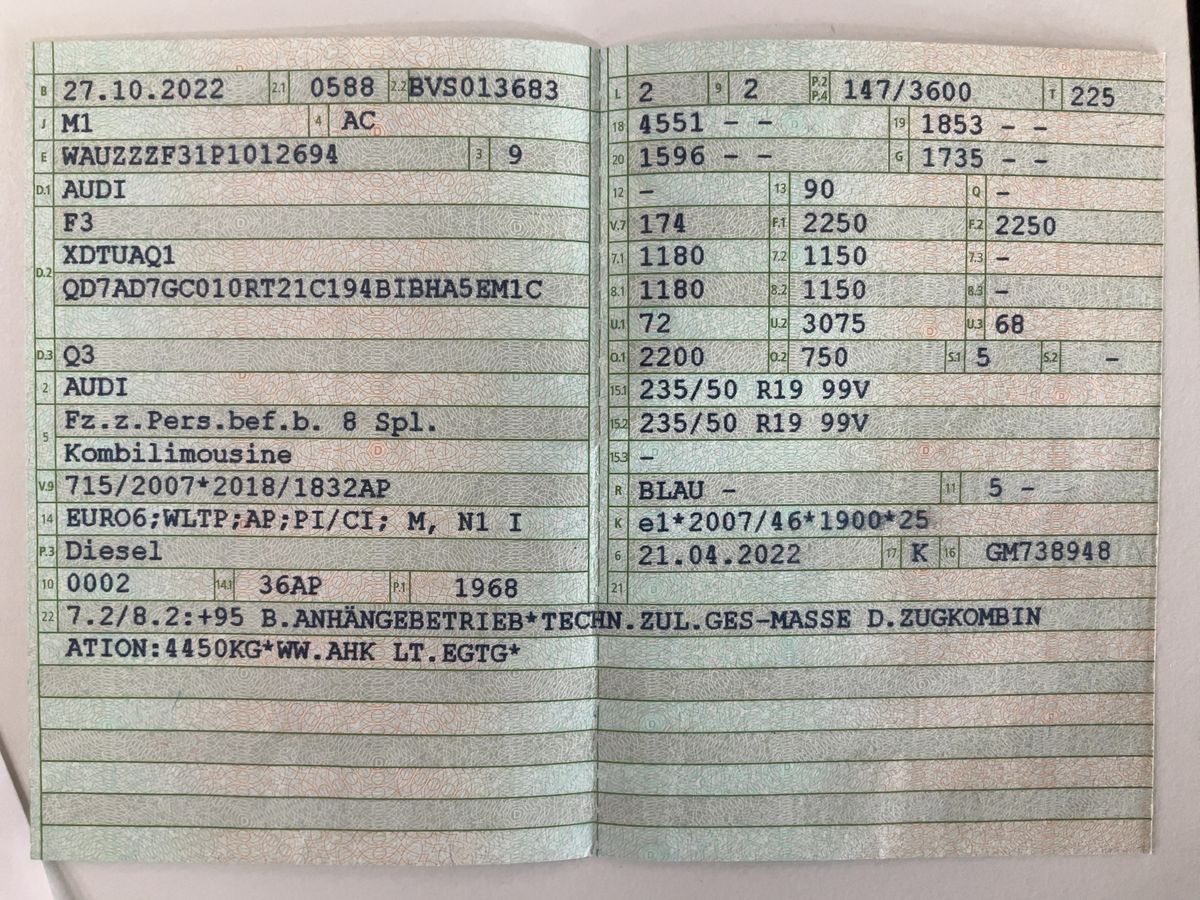 B 27.10.2022 2.1 0588 2.2 BVS013683
J M1 4 AC
E WAUZZZF31P1012694 3 9
D.1 AUDI
F3
XDTUAQ1
D.2
QD7AD7GC010RT21C194BIBHA5EM1C
D.3 Q3
2 AUDI
5 Fz.z.Pers.bef.b. 8 Spl.
Kombilimousine
V.9 715/2007*2018/1832AP
14 EURO6;WLTP;AP;PI/CI; M, N1 I
P.3 Diesel
10 0002 14.1 36AP P.1 1968
L 2 9 2 P.2 P.4 147/3600 T 225
18 4551 – – 19 1853 – –
20 1596 – – G 1735 – –
12 – 13 90 Q –
V.7 174 F.1 2250 F.2 2250
7.1 1180 7.2 1150 7.3 –
8.1 1180 8.2 1150 8.3 –
U.1 72 U.2 3075 U.3 68
O.1 2200 O.2 750 S.1 5 S.2 –
15.1 235/50 R19 99V
15.2 235/50 R19 99V
15.3 –
R BLAU – 11 5 –
K e1*2007/46*1900*25
6 21.04.2022 17 K 16 GM738948
21
22 7.2/8.2:+95 B.ANHÄNGEBETRIEB*TECHN.ZUL.GES-MASSE D.ZUGKOMBIN
ATION:4450KG*WW.AHK LT.EGTG*